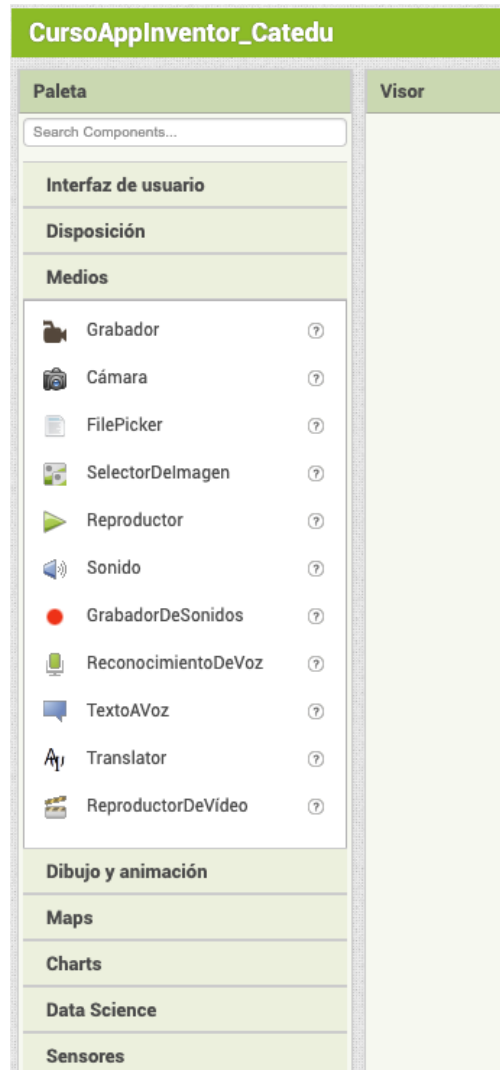 CursoAppInventor_Catedu
Paleta
Visor
Search Components...
Interfaz de usuario
Disposición
Medios
Grabador
Cámara
FilePicker
SelectorDeImagen
Reproductor
Sonido
GrabadorDeSonidos
ReconocimientoDeVoz
TextoAVoz
Translator
ReproductorDeVídeo
Dibujo y animación
Maps
Charts
Data Science
Sensores